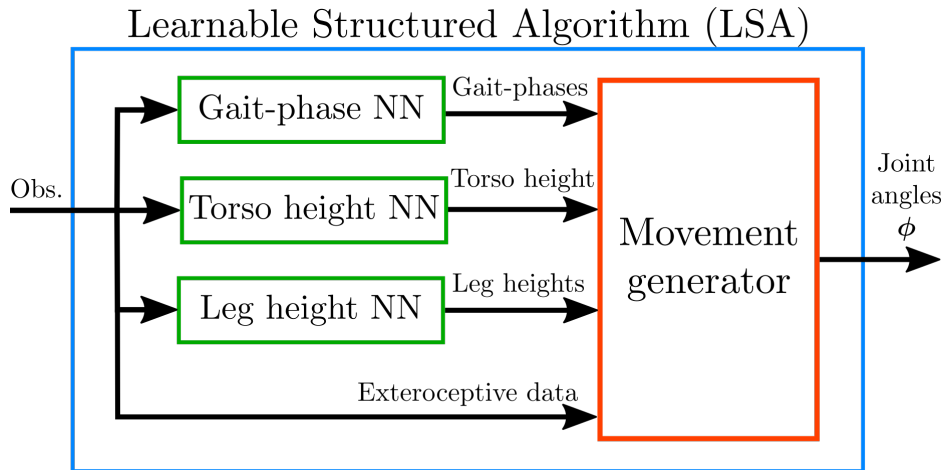 Learnable Structured Algorithm (LSA)
Gait-phase NN
Gait-phases
Obs.
Torso height NN
Torso height
Leg height NN
Leg heights
Exteroceptive data
Movement
generator
Joint
angles
ϕ